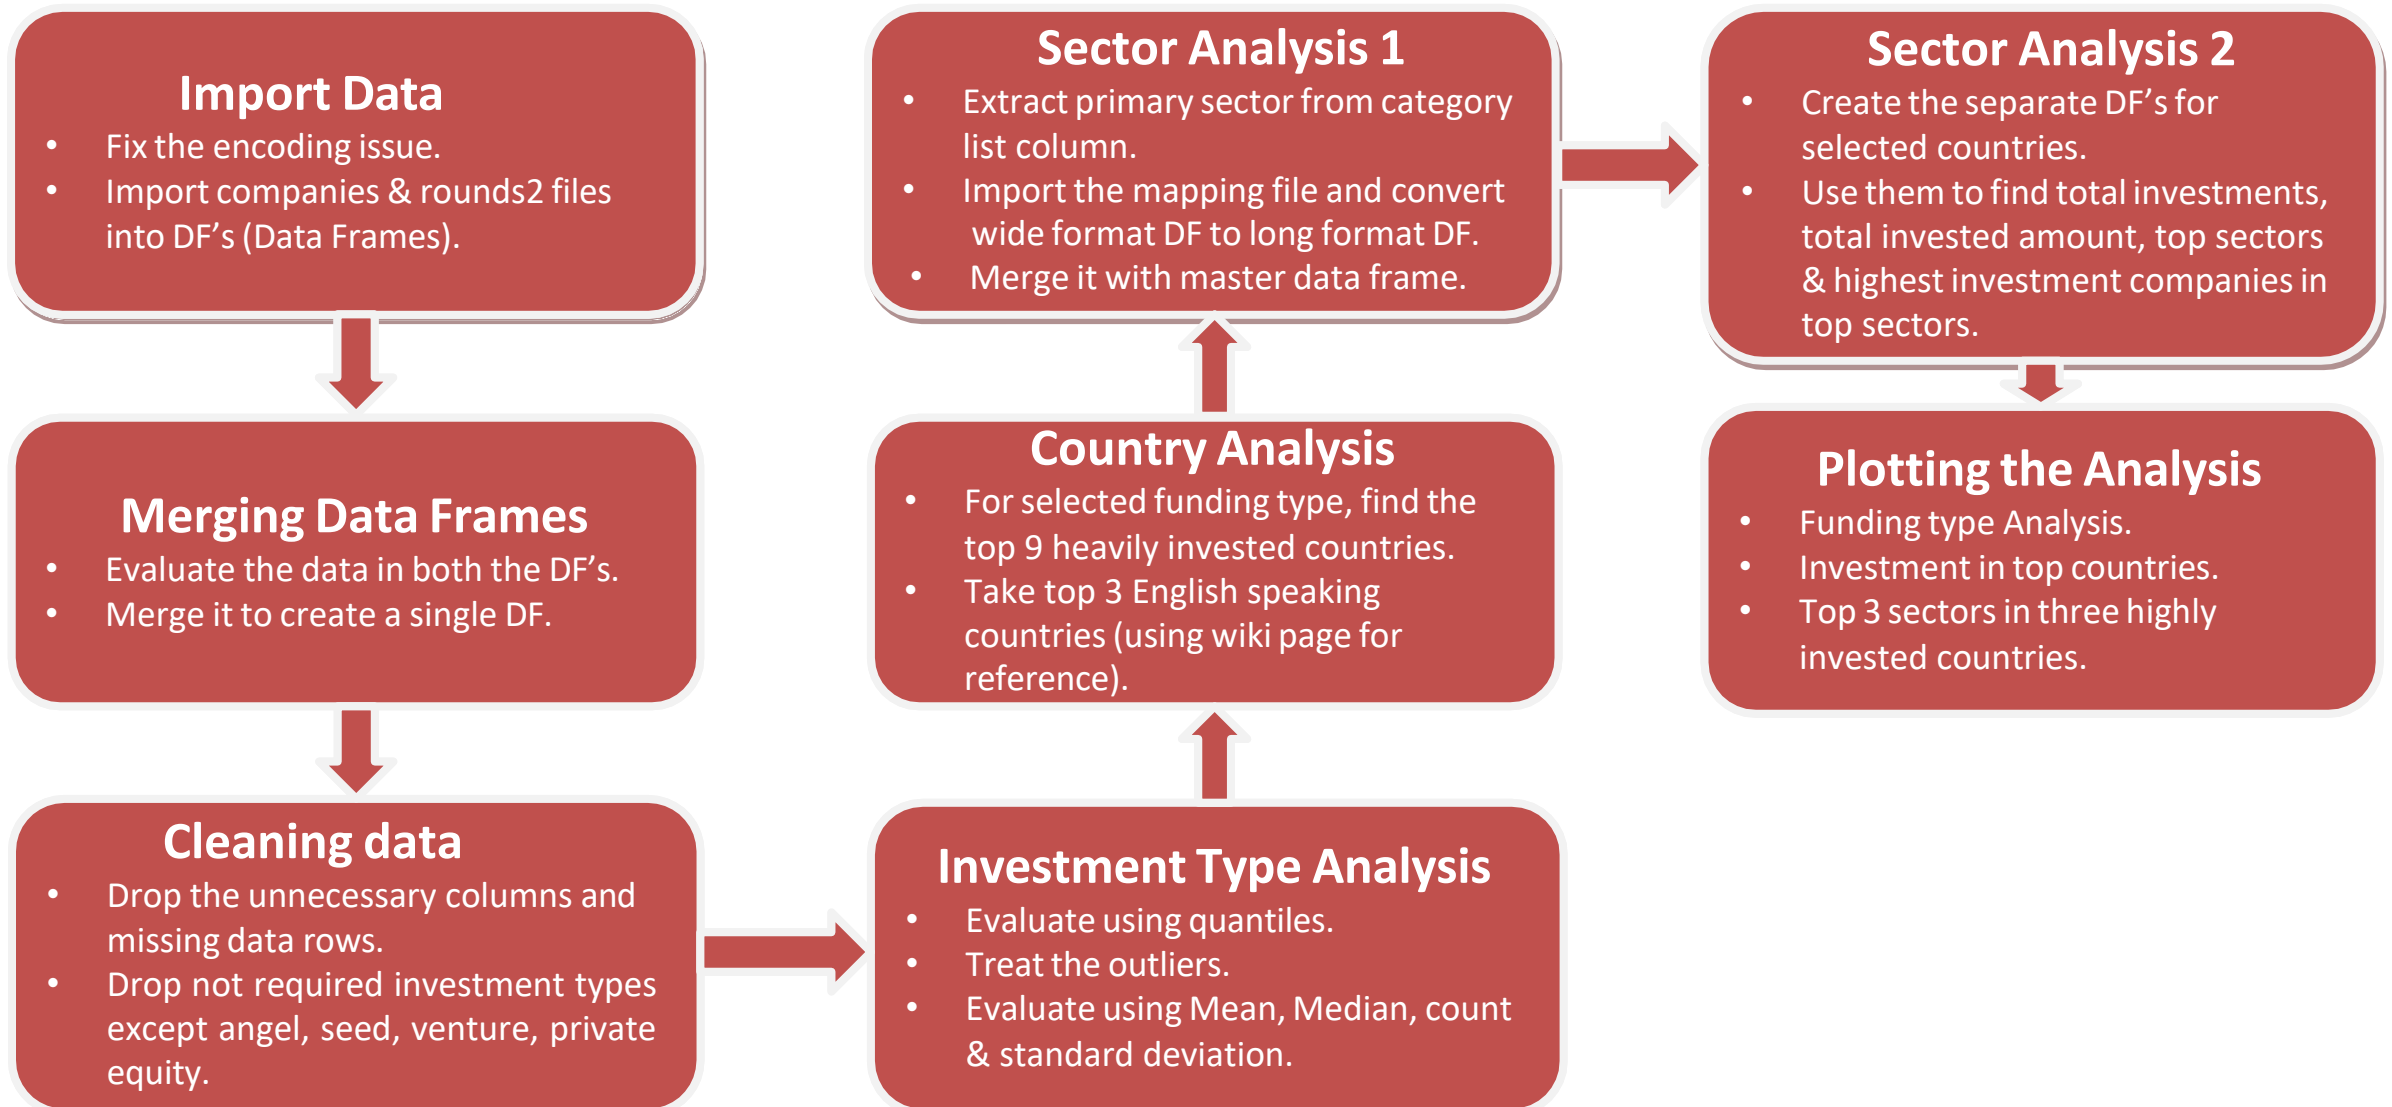 Import Data
• Fix the encoding issue.
• Import companies & rounds2 files
into DF’s (Data Frames).
Merging Data Frames
• Evaluate the data in both the DF’s.
• Merge it to create a single DF.
Cleaning data
• Drop the unnecessary columns and
missing data rows.
• Drop not required investment types
except angel, seed, venture, private
equity.
Investment Type Analysis
• Evaluate using quantiles.
• Treat the outliers.
• Evaluate using Mean, Median, count
& standard deviation.
Country Analysis
• For selected funding type, find the
top 9 heavily invested countries.
• Take top 3 English speaking
countries (using wiki page for
reference).
Sector Analysis 1
• Extract primary sector from category
list column.
• Import the mapping file and convert
wide format DF to long format DF.
• Merge it with master data frame.
Sector Analysis 2
• Create the separate DF’s for
selected countries.
• Use them to find total investments,
total invested amount, top sectors
& highest investment companies in
top sectors.
Plotting the Analysis
• Funding type Analysis.
• Investment in top countries.
• Top 3 sectors in three highly
invested countries.